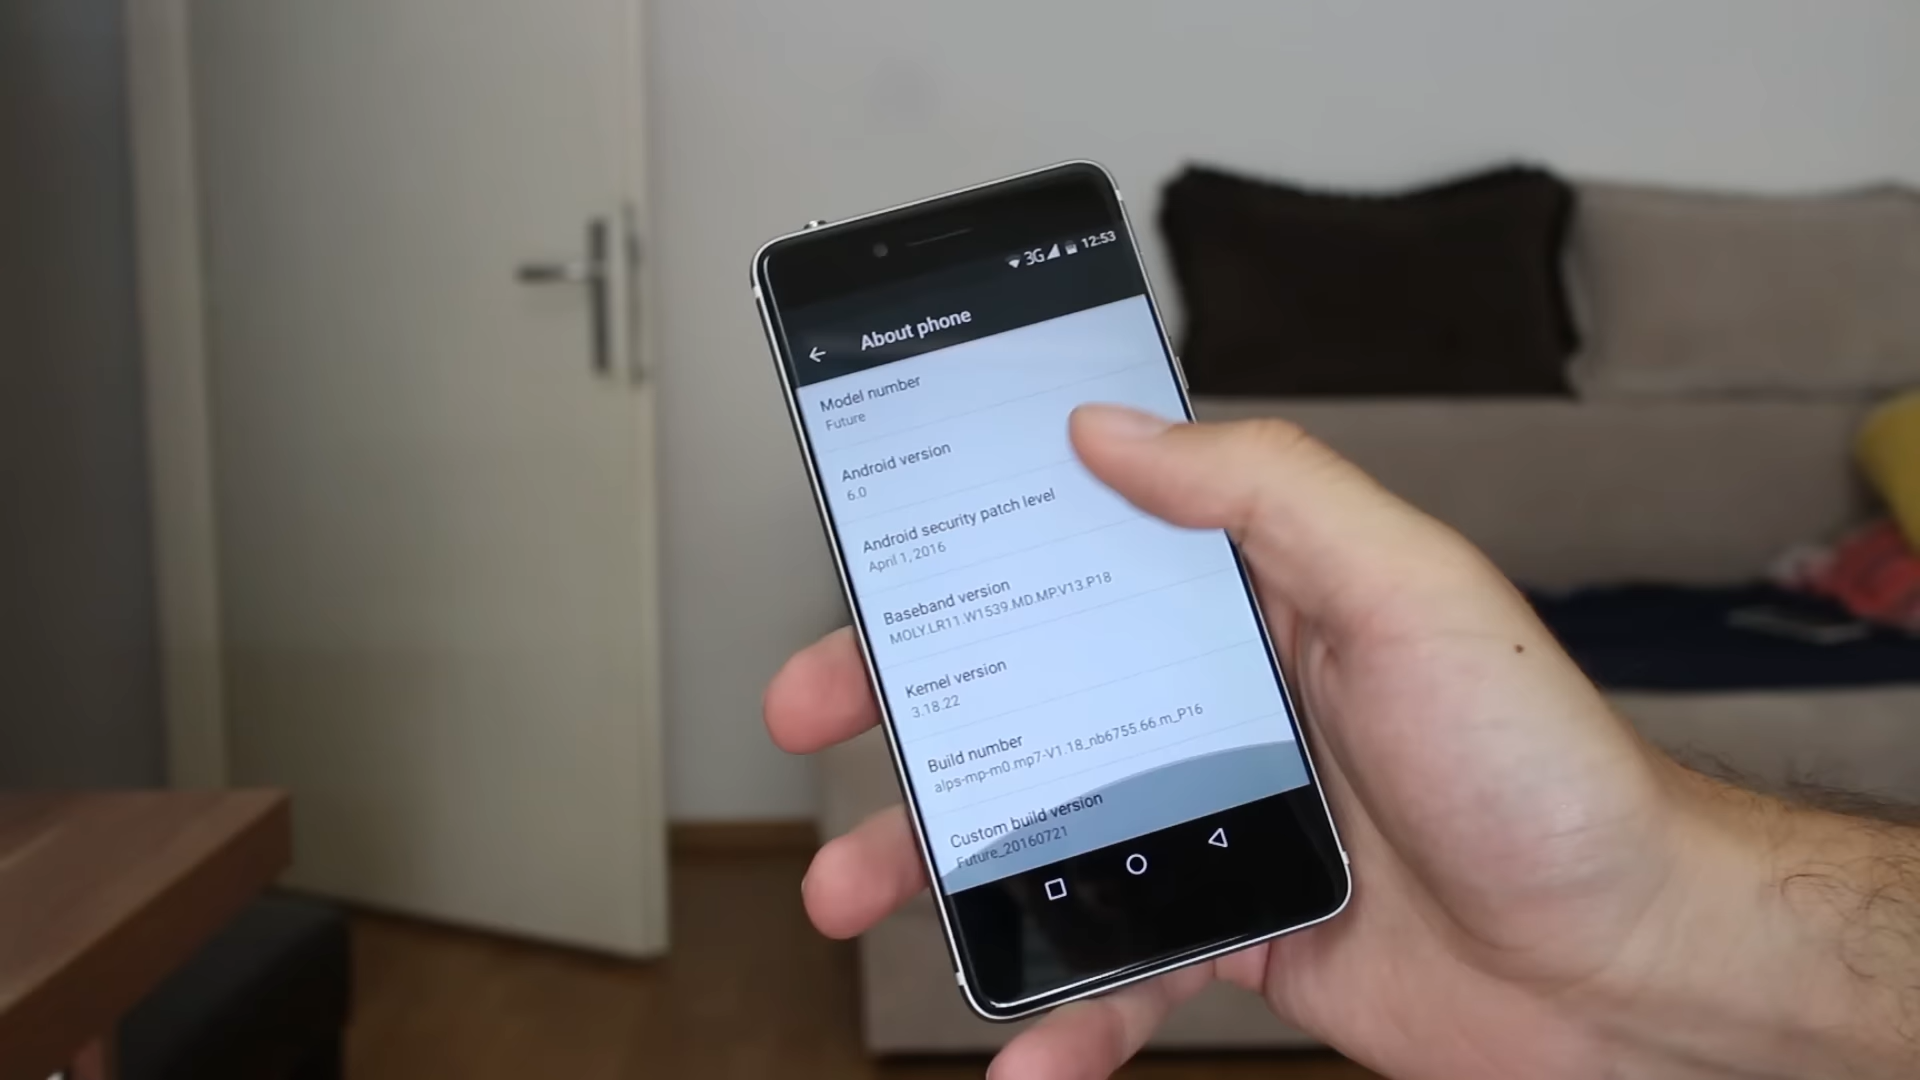 3G 12:53
About phone
Model number
Future
Android version
6.0
Android security patch level
April 1, 2016
Baseband version
MOLY.LR11.W1539.MD.MP.V13.P18
Kernel version
3.18.22
Build number
alps-mp-m0.mp7-V1.18_nb6755.66.m_P16
Custom build version
Future_20160721